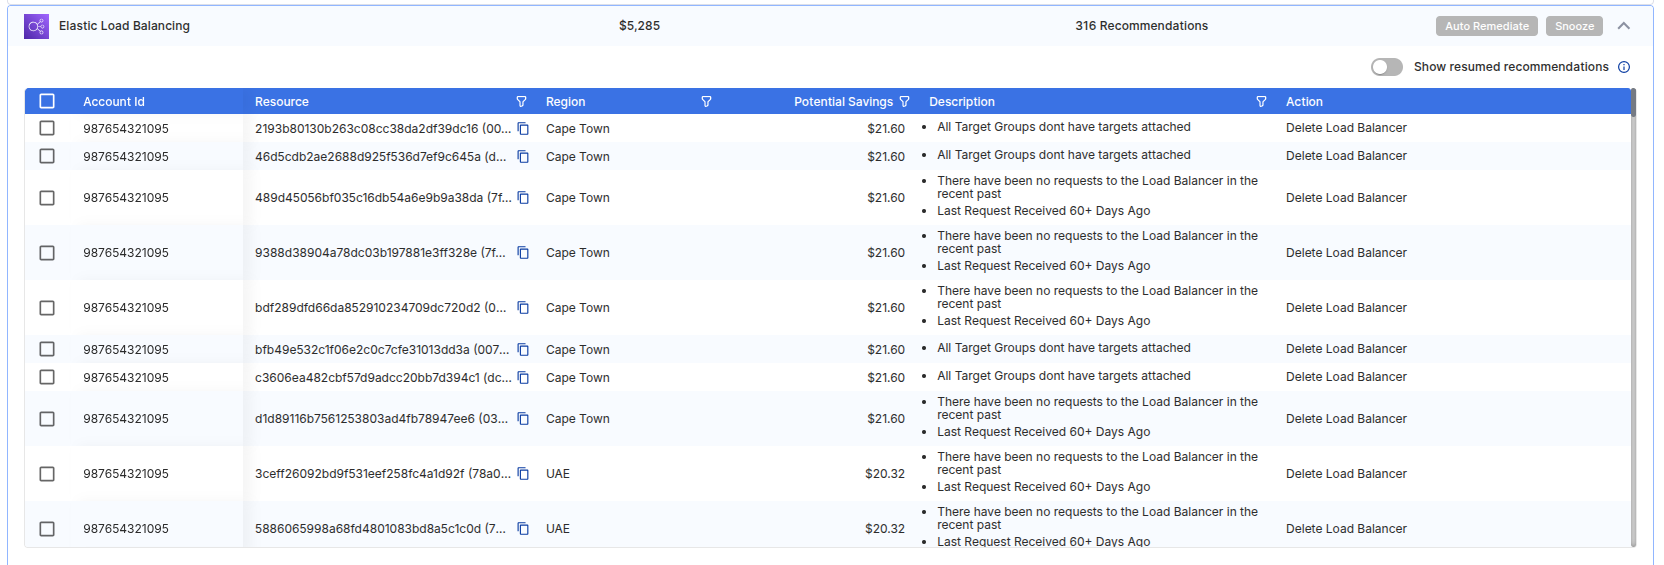 Elastic Load Balancing $5,285 316 Recommendations Auto Remediate Snooze
Show resumed recommendations
Account Id Resource Region Potential Savings Description Action
987654321095 2193b80130b263c08cc38da2df39dc16 (00... Cape Town $21.60 • All Target Groups dont have targets attached Delete Load Balancer
987654321095 46d5cdb2ae2688d925f536d7ef9c645a (d... Cape Town $21.60 • All Target Groups dont have targets attached Delete Load Balancer
• There have been no requests to the Load Balancer in the
recent past
987654321095 489d45056bf035c16db54a6e9b9a38da (7f... Cape Town $21.60 Delete Load Balancer
• Last Request Received 60+ Days Ago
• There have been no requests to the Load Balancer in the
recent past
987654321095 9388d38904a78dc03b197881e3ff328e (7f... Cape Town $21.60 Delete Load Balancer
• Last Request Received 60+ Days Ago
• There have been no requests to the Load Balancer in the
recent past
987654321095 bdf289dfd66da852910234709dc720d2 (0... Cape Town $21.60 Delete Load Balancer
• Last Request Received 60+ Days Ago
987654321095 bfb49e532c1f06e2c0c7cfe31013dd3a (007... Cape Town $21.60 • All Target Groups dont have targets attached Delete Load Balancer
987654321095 c3606ea482cbf57d9adcc20bb7d394c1 (dc... Cape Town $21.60 • All Target Groups dont have targets attached Delete Load Balancer
• There have been no requests to the Load Balancer in the
recent past
987654321095 d1d89116b7561253803ad4fb78947ee6 (03... Cape Town $21.60 Delete Load Balancer
• Last Request Received 60+ Days Ago
• There have been no requests to the Load Balancer in the
recent past
987654321095 3ceff26092bd9f531eef258fc4a1d92f (78a0... UAE $20.32 Delete Load Balancer
• Last Request Received 60+ Days Ago
• There have been no requests to the Load Balancer in the
recent past
987654321095 5886065998a68fd4801083bd8a5c1c0d (7... UAE $20.32 Delete Load Balancer
• Last Request Received 60+ Days Ago